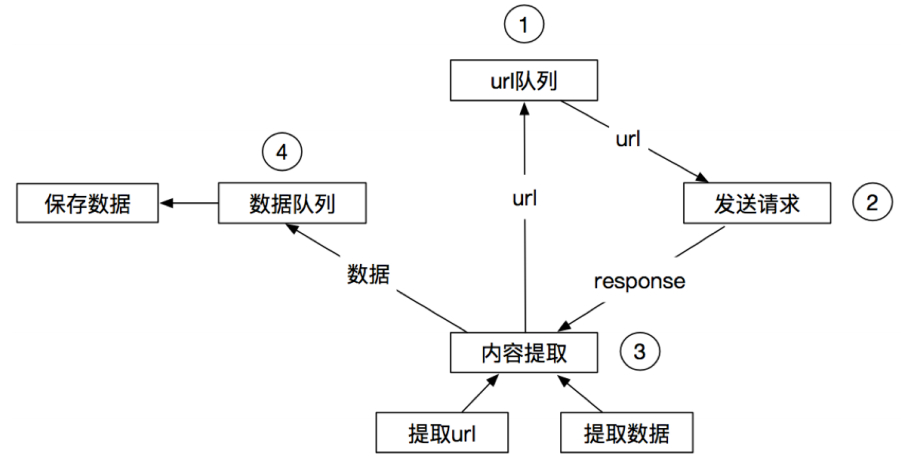 1
url队列
url
4
保存数据
数据队列
url
发送请求
2
数据
response
内容提取
3
提取url
提取数据